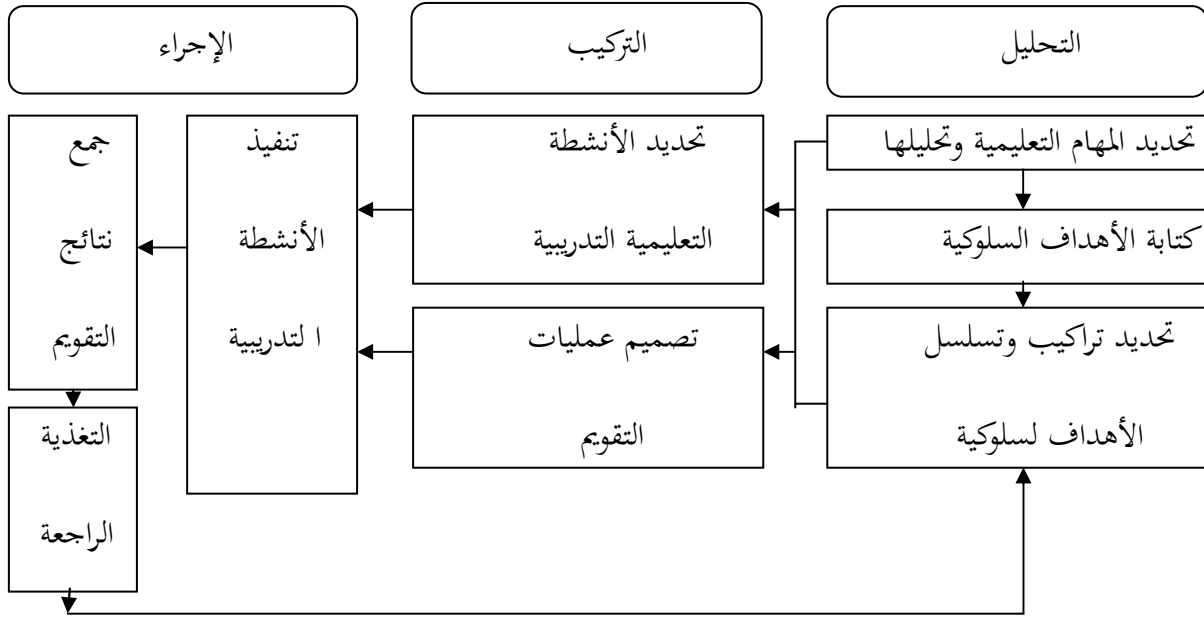 التحليل
التركيب
الإجراء
تحديد المهام التعليمية وتحليلها
كتابة الأهداف السلوكية
تحديد تراكيب وتسلسل
الأهداف لسلوكية
تحديد الأنشطة
التعليمية التدريبية
تصميم عمليات
التقويم
تنفيذ
الأنشطة
ا لتدريبية
جمع
نتائج
التقويم
التغذية
الراجعة